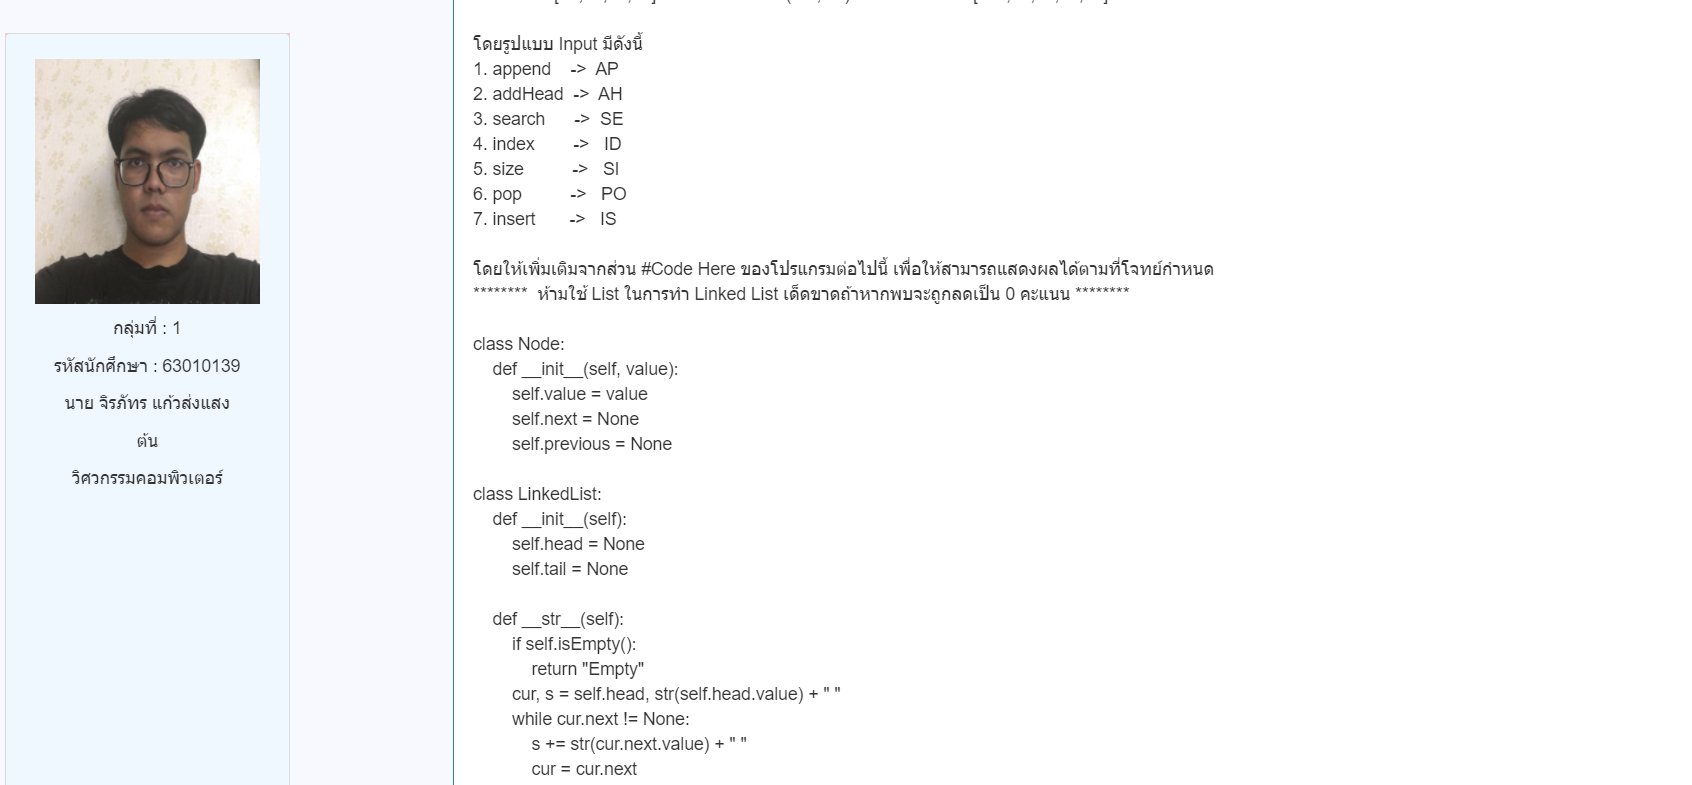 กลุ่มที่ : 1
รหัสนักศึกษา : 63010139
นาย จิรภัทร แก้วส่งแสง
ต้น
วิศวกรรมคอมพิวเตอร์
โดยรูปแบบ Input มีดังนี้
1. append -> AP
2. addHead -> AH
3. search -> SE
4. index -> ID
5. size -> SI
6. pop -> PO
7. insert -> IS
โดยให้เพิ่มเติมจากส่วน #Code Here ของโปรแกรมต่อไปนี้ เพื่อให้สามารถแสดงผลได้ตามที่โจทย์กำหนด
******** ห้ามใช้ List ในการทำ Linked List เด็ดขาดถ้าหากพบจะถูกลดเป็น 0 คะแนน ********
class Node:
def __init__(self, value):
self.value = value
self.next = None
self.previous = None
class LinkedList:
def __init__(self):
self.head = None
self.tail = None
def __str__(self):
if self.isEmpty():
return "Empty"
cur, s = self.head, str(self.head.value) + " "
while cur.next != None:
s += str(cur.next.value) + " "
cur = cur.next